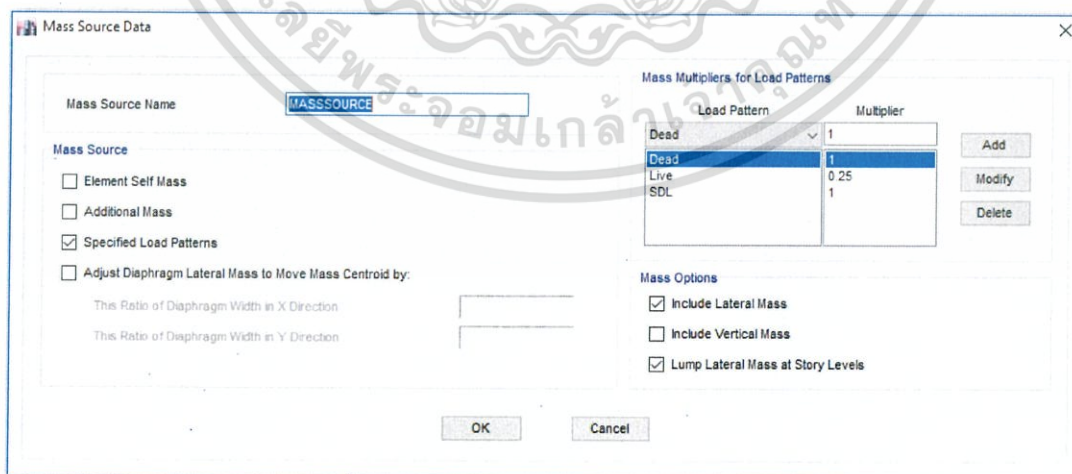 Mass Source Data
Mass Source Name
MASSSOURCE
Mass Source
Element Self Mass
Additional Mass
Specified Load Patterns
Adjust Diaphragm Lateral Mass to Move Mass Centroid by:
This Ratio of Diaphragm Width in X Direction
This Ratio of Diaphragm Width in Y Direction
Mass Multipliers for Load Patterns
Load Pattern Multiplier
Dead 1
Dead 1
Live 0.25
SDL 1
Add
Modify
Delete
Mass Options
Include Lateral Mass
Include Vertical Mass
Lump Lateral Mass at Story Levels
OK Cancel